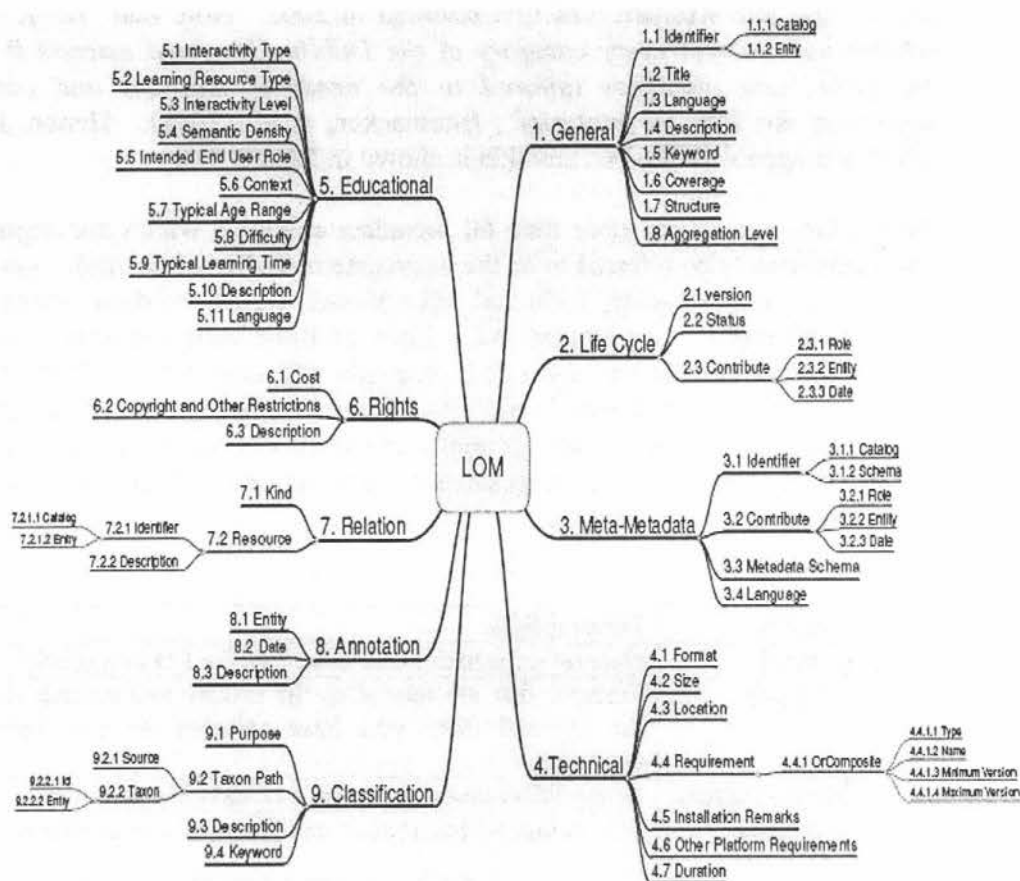 LOM
1. General
1.1 Identifier
1.1.1 Catalog
1.1.2 Entry
1.2 Title
1.3 Language
1.4 Description
1.5 Keyword
1.6 Coverage
1.7 Structure
1.8 Aggregation Level
2. Life Cycle
2.1 version
2.2 Status
2.3 Contribute
2.3.1 Role
2.3.2 Entity
2.3.3 Date
3. Meta-Metadata
3.1 Identifier
3.1.1 Catalog
3.1.2 Schema
3.2 Contribute
3.2.1 Role
3.2.2 Entity
3.2.3 Date
3.3 Metadata Schema
3.4 Language
4.Technical
4.1 Format
4.2 Size
4.3 Location
4.4 Requirement
4.4.1 OrComposite
4.4.1.1 Type
4.4.1.2 Name
4.4.1.3 Minimum Version
4.4.1.4 Maximum Version
4.5 Installation Remarks
4.6 Other Platform Requirements
4.7 Duration
5. Educational
5.1 Interactivity Type
5.2 Learning Resource Type
5.3 Interactivity Level
5.4 Semantic Density
5.5 Intended End User Role
5.6 Context
5.7 Typical Age Range
5.8 Difficulty
5.9 Typical Learning Time
5.10 Description
5.11 Language
6. Rights
6.1 Cost
6.2 Copyright and Other Restrictions
6.3 Description
7. Relation
7.1 Kind
7.2 Resource
7.2.1 Identifier
7.2.1.1 Catalog
7.2.1.2 Entry
7.2.2 Description
8. Annotation
8.1 Entity
8.2 Date
8.3 Description
9. Classification
9.1 Purpose
9.2 Taxon Path
9.2.1 Source
9.2.2 Taxon
9.2.2.1 Id
9.2.2.2 Entry
9.3 Description
9.4 Keyword